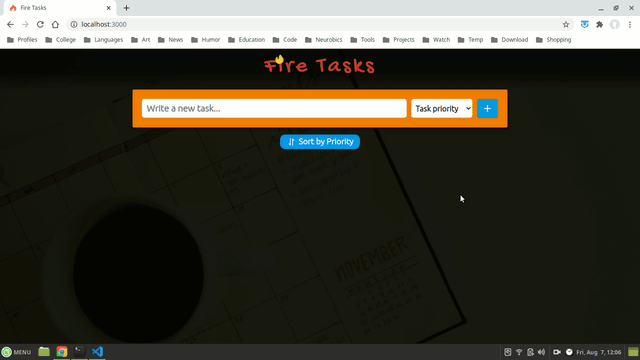 Fire Tasks
localhost:3000
Profiles College Languages Art News Humor Education Code Neurobics Tools Projects Watch Temp Download Shopping
Fire Tasks
Write a new task... Task priority +
Sort by Priority
NOVEMBER
MENU Fri, Aug 7, 12:06